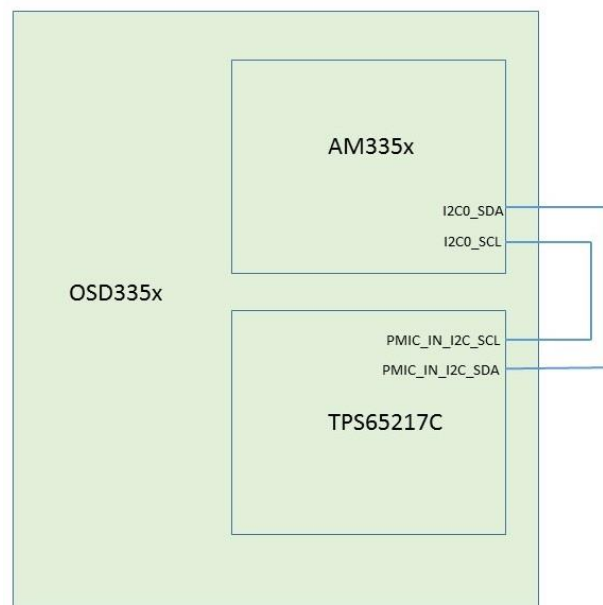 AM335x
I2C0_SDA
I2C0_SCL
OSD335x
PMIC_IN_I2C_SCL
PMIC_IN_I2C_SDA
TPS65217C